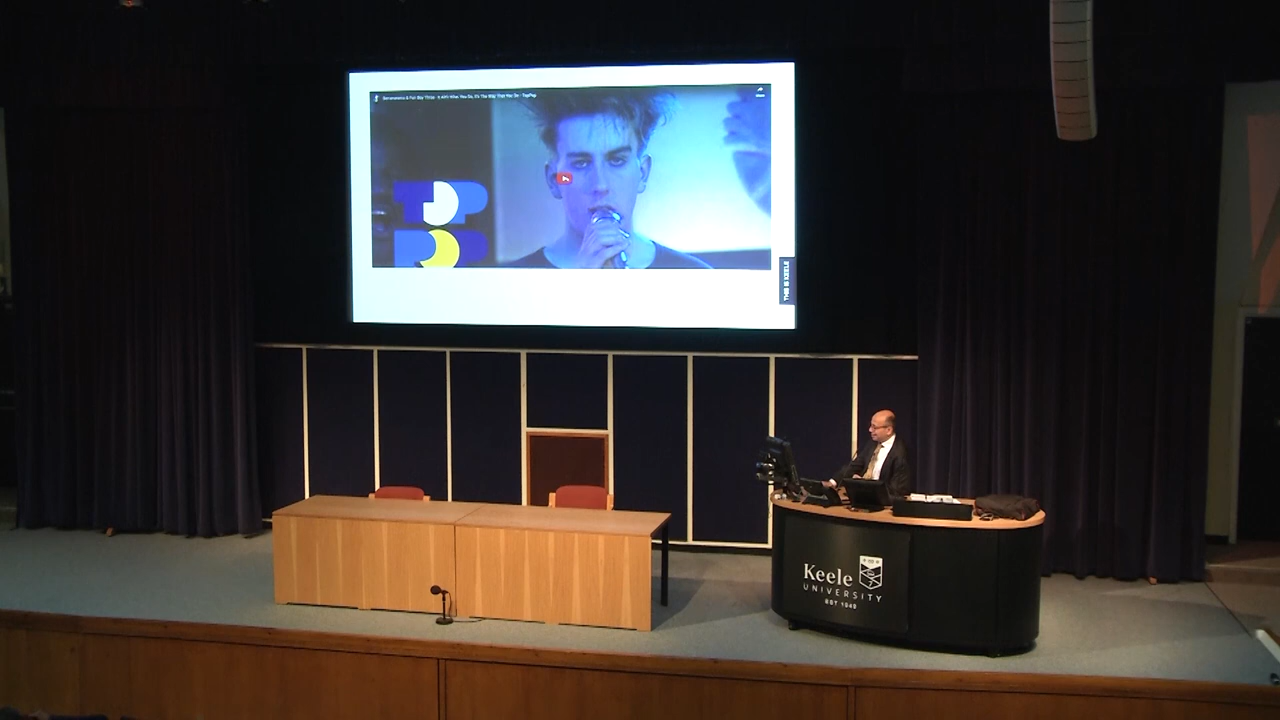 Bananarama & Fun Boy Three - It Ain't What You Do, It's The Way That You Do - TopPop
Share
TOP
POP
THIS IS KEELE
Keele
UNIVERSITY
EST 1949